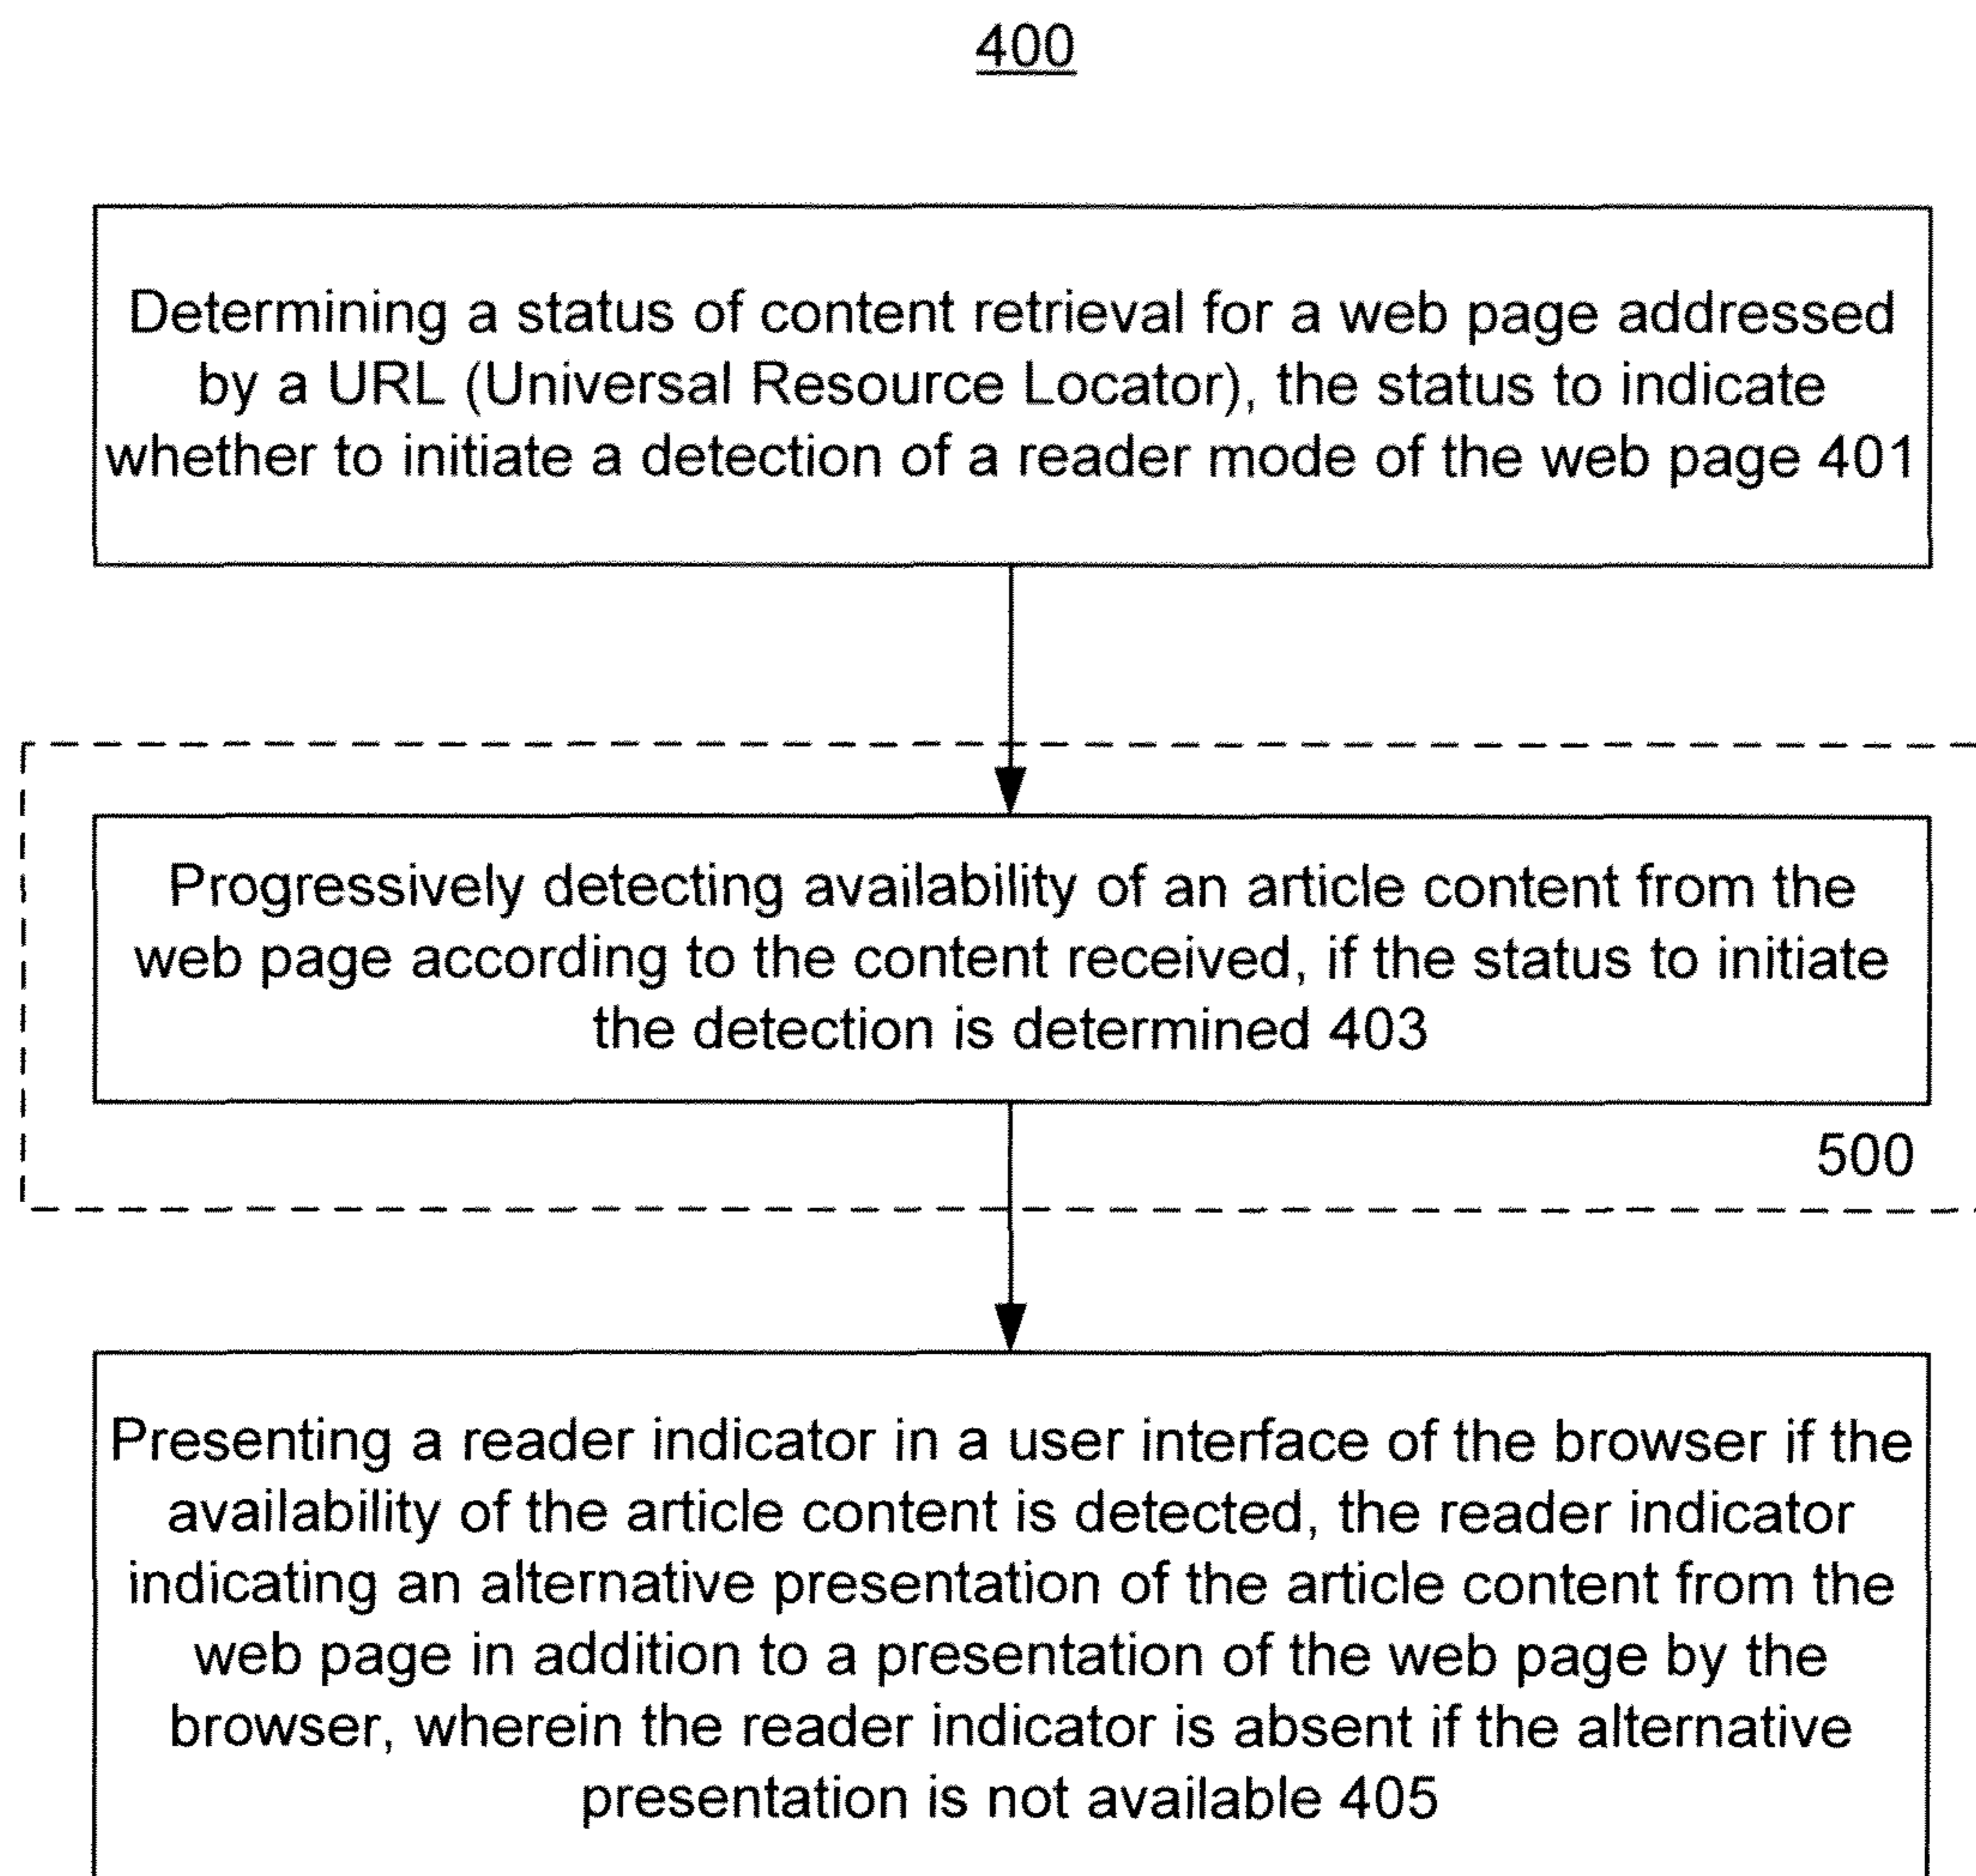 400
Determining a status of content retrieval for a web page addressed
by a URL (Universal Resource Locator), the status to indicate
whether to initiate a detection of a reader mode of the web page 401
Progressively detecting availability of an article content from the
web page according to the content received, if the status to initiate
the detection is determined 403
500
Presenting a reader indicator in a user interface of the browser if the
availability of the article content is detected, the reader indicator
indicating an alternative presentation of the article content from the
web page in addition to a presentation of the web page by the
browser, wherein the reader indicator is absent if the alternative
presentation is not available 405